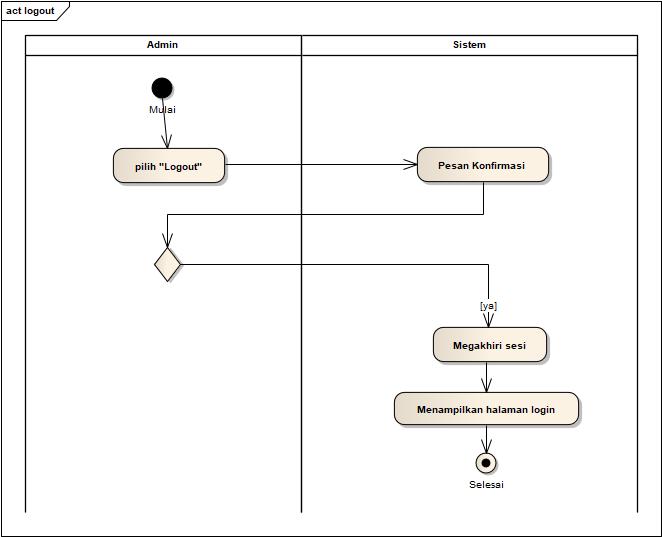 act logout
Admin
Sistem
Mulai
pilih "Logout"
Pesan Konfirmasi
[ya]
Megakhiri sesi
Menampilkan halaman login
Selesai